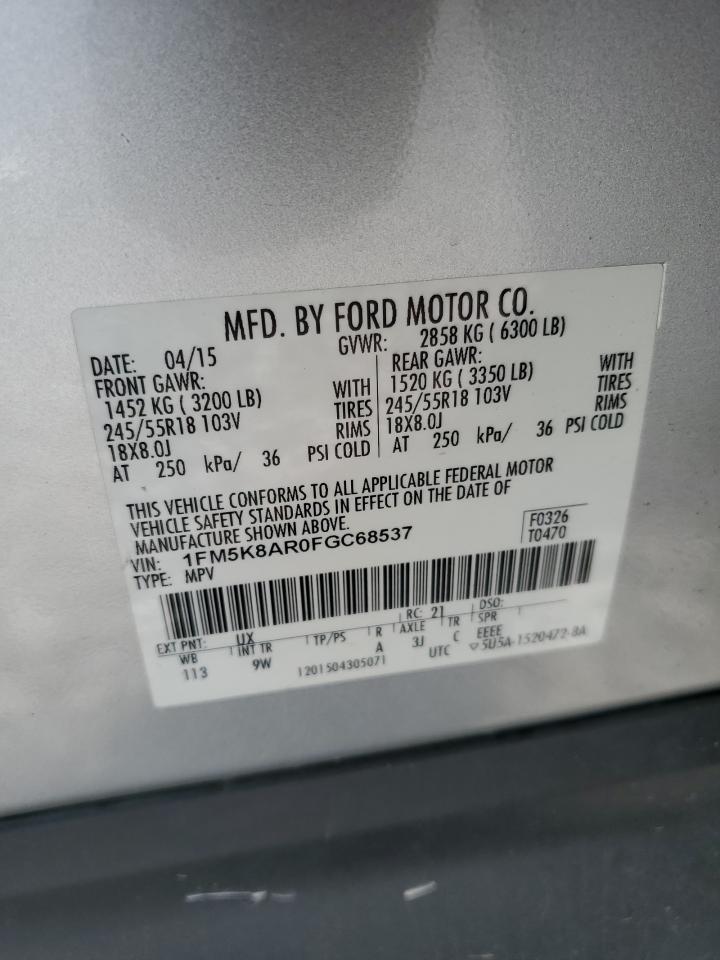 MFD. BY FORD MOTOR CO.
DATE: 04/15 GVWR: 2858 KG ( 6300 LB)
FRONT GAWR:
1452 KG ( 3200 LB) WITH
245/55R18 103V TIRES
18X8.0J RIMS
AT 250 kPa/ 36 PSI COLD
REAR GAWR:
1520 KG ( 3350 LB) WITH
245/55R18 103V TIRES
18X8.0J RIMS
AT 250 kPa/ 36 PSI COLD
THIS VEHICLE CONFORMS TO ALL APPLICABLE FEDERAL MOTOR
VEHICLE SAFETY STANDARDS IN EFFECT ON THE DATE OF
MANUFACTURE SHOWN ABOVE.
VIN: 1FM5K8AR0FGC68537
TYPE: MPV
F0326
T0470
EXT PNT: UX RC: 21 DSO:
WB INT TR TP/PS R AXLE TR SPR
113 9W A 3J C EEEE
1201504305071 UTC ▽5U5A-1520472-BA